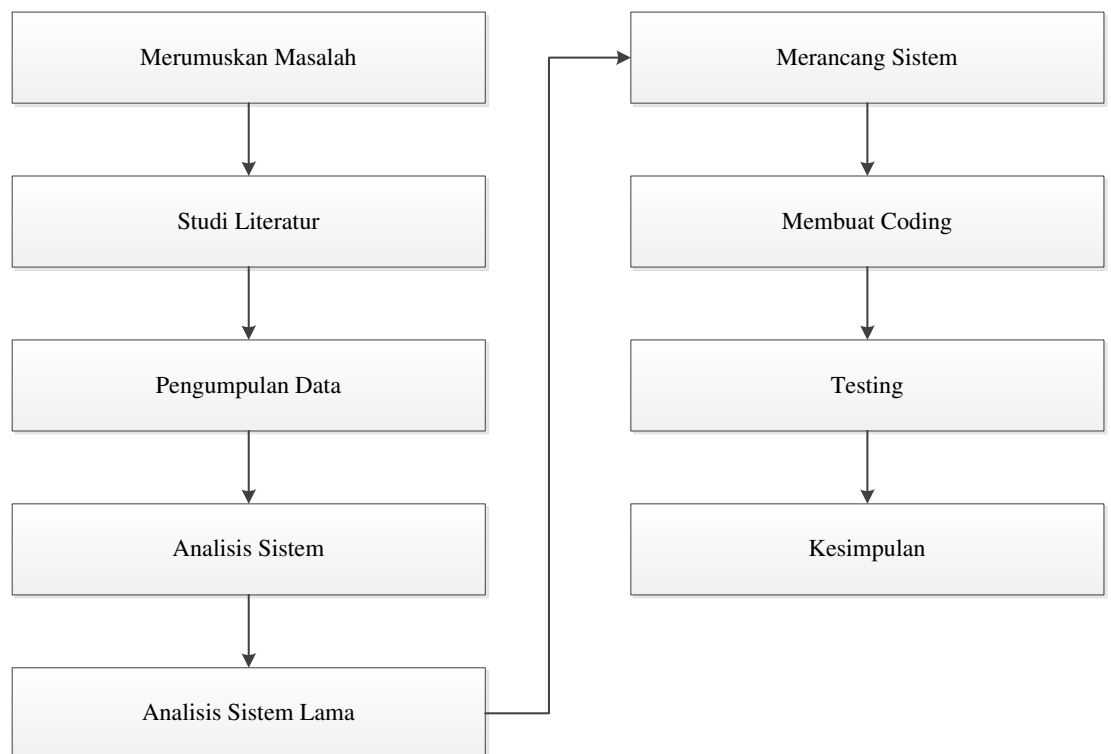 Merumuskan Masalah
Studi Literatur
Pengumpulan Data
Analisis Sistem
Analisis Sistem Lama
Merancang Sistem
Membuat Coding
Testing
Kesimpulan